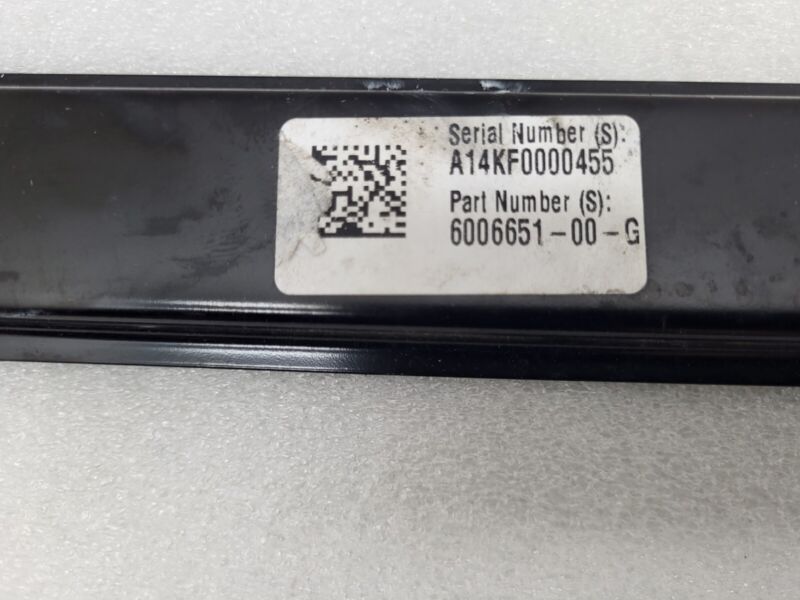 Serial Number (S):
A14KF0000455
Part Number (S):
6006651-00-G